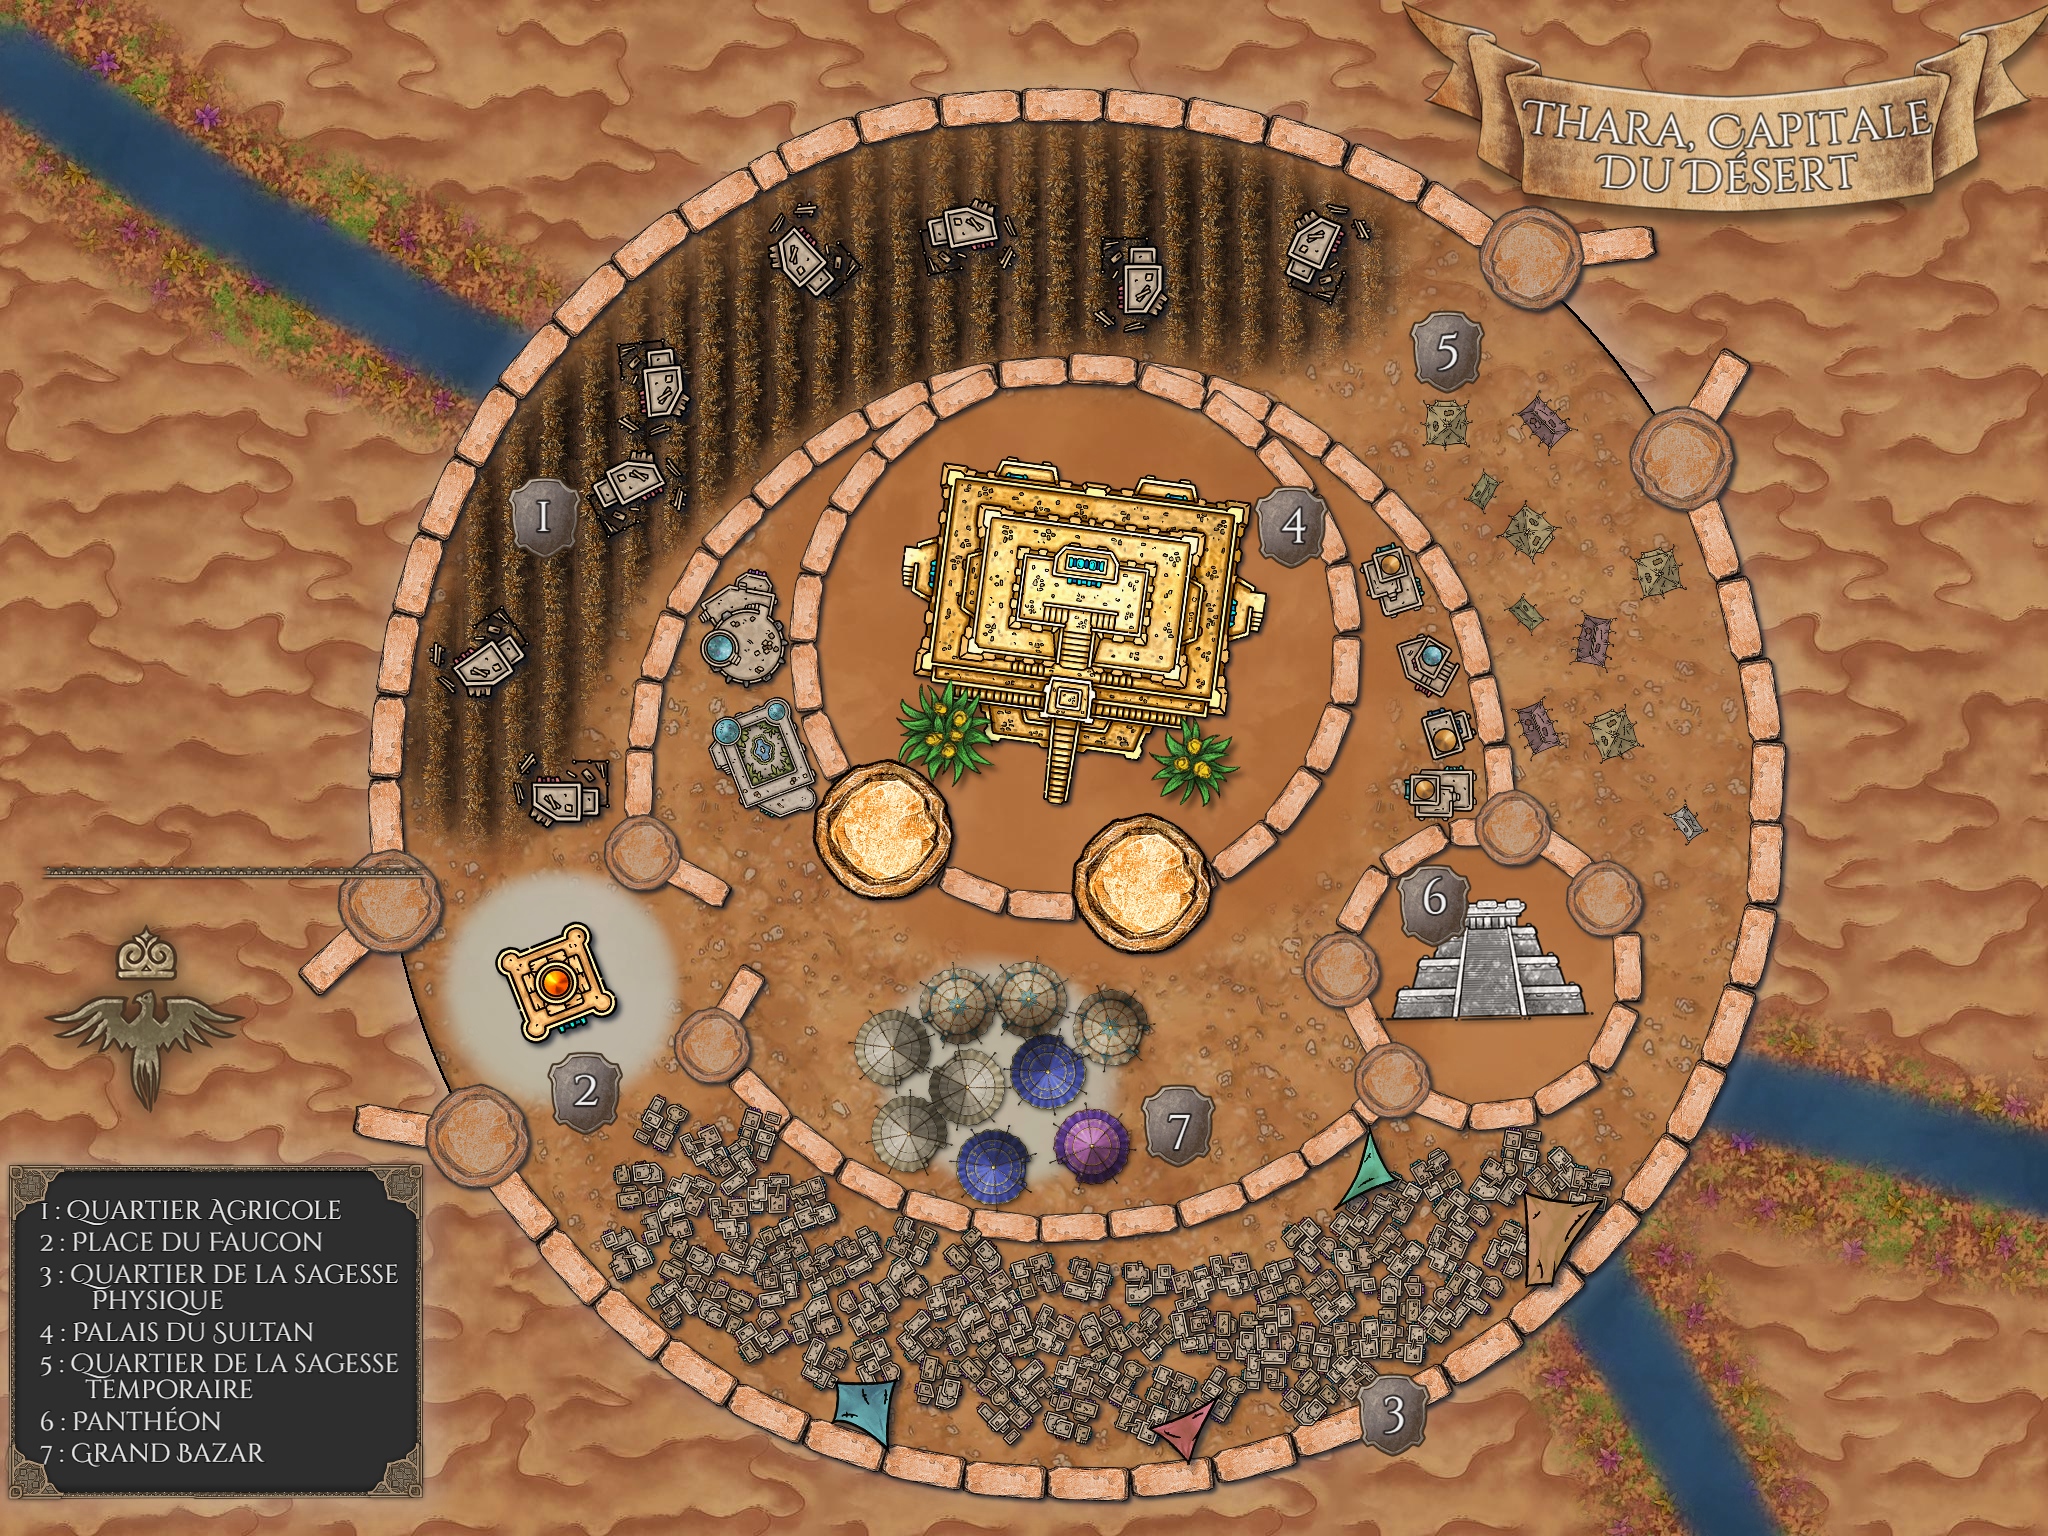 Thara, Capitale
du Désert
5
4
1
6
2
7
3
1 : Quartier Agricole
2 : Place du Faucon
3 : Quartier de la sagesse
physique
4 : Palais du Sultan
5 : Quartier de la sagesse
temporaire
6 : Panthéon
7 : Grand Bazar